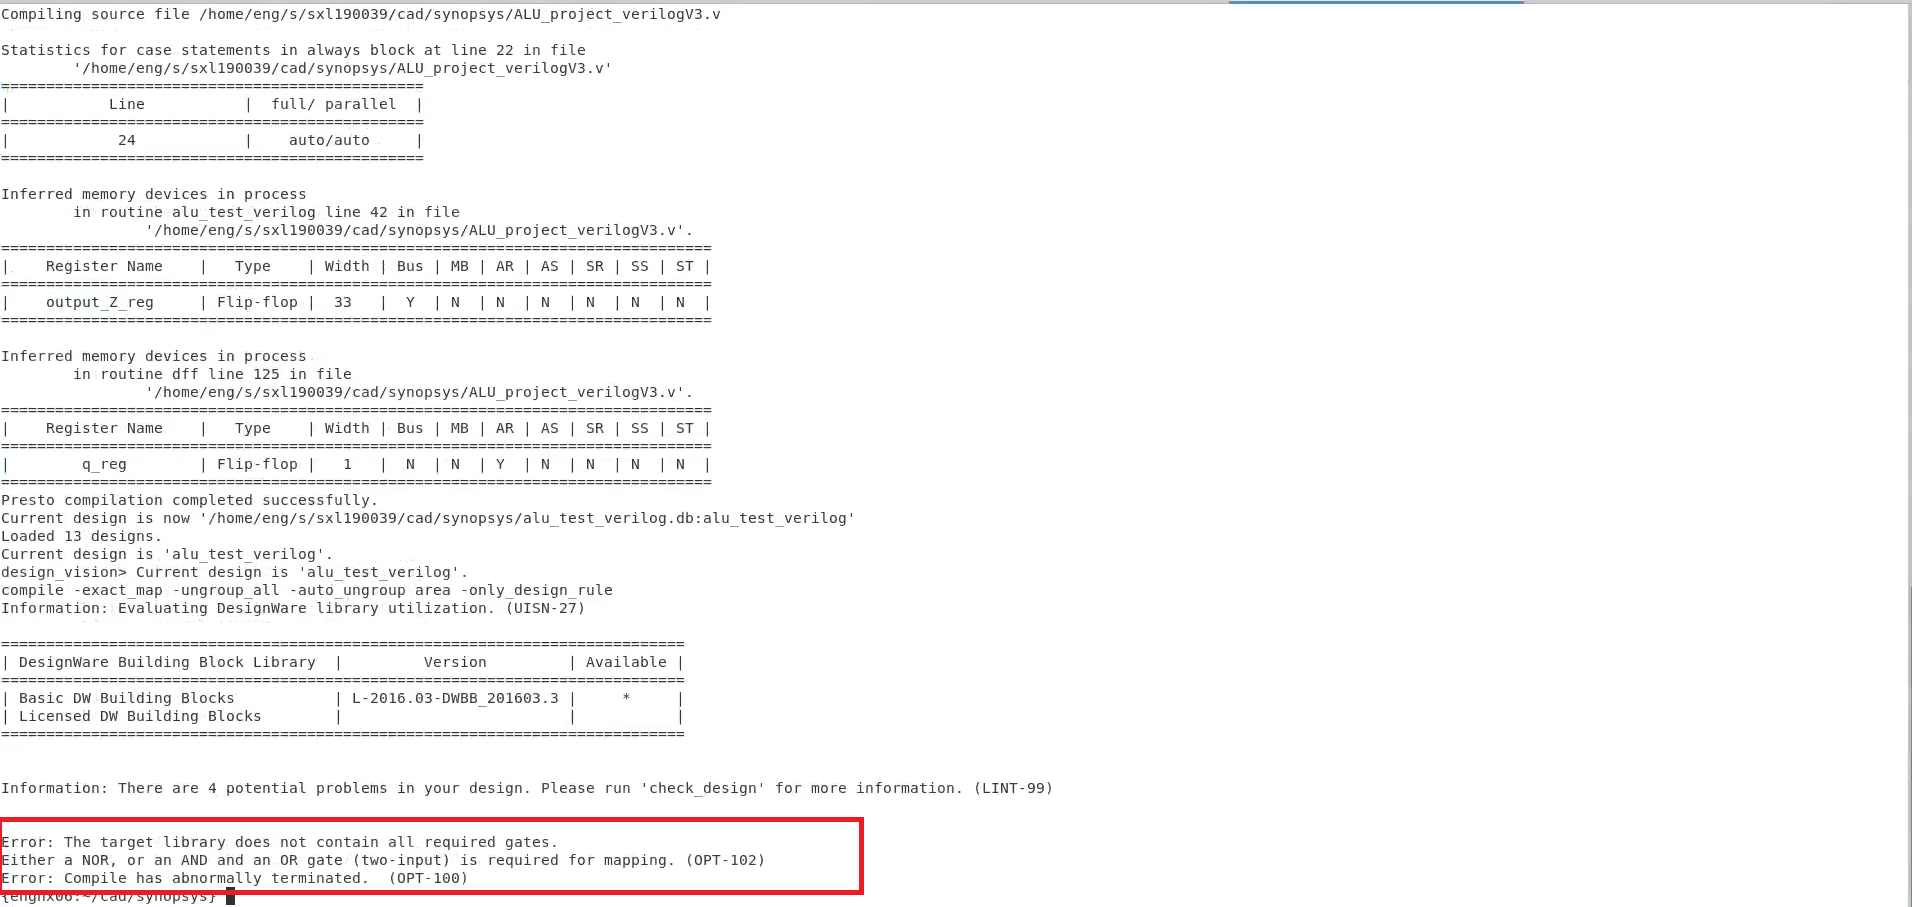 Compiling source file /home/eng/s/sxl190039/cad/synopsys/ALU_project_verilogV3.v
Statistics for case statements in always block at line 22 in file
        '/home/eng/s/sxl190039/cad/synopsys/ALU_project_verilogV3.v'
===============================================
|           Line           |  full/ parallel  |
===============================================
|            24            |    auto/auto     |
===============================================
Inferred memory devices in process
        in routine alu_test_verilog line 42 in file
                '/home/eng/s/sxl190039/cad/synopsys/ALU_project_verilogV3.v'.
===============================================================================
|    Register Name    |   Type    | Width | Bus | MB | AR | AS | SR | SS | ST |
===============================================================================
|    output_Z_reg     | Flip-flop |  33   |  Y  | N  | N  | N  | N  | N  | N  |
===============================================================================
Inferred memory devices in process
        in routine dff line 125 in file
                '/home/eng/s/sxl190039/cad/synopsys/ALU_project_verilogV3.v'.
===============================================================================
|    Register Name    |   Type    | Width | Bus | MB | AR | AS | SR | SS | ST |
===============================================================================
|        q_reg        | Flip-flop |   1   |  N  | N  | Y  | N  | N  | N  | N  |
===============================================================================
Presto compilation completed successfully.
Current design is now '/home/eng/s/sxl190039/cad/synopsys/alu_test_verilog.db:alu_test_verilog'
Loaded 13 designs.
Current design is 'alu_test_verilog'.
design_vision> Current design is 'alu_test_verilog'.
compile -exact_map -ungroup_all -auto_ungroup area -only_design_rule
Information: Evaluating DesignWare library utilization. (UISN-27)
============================================================================
| DesignWare Building Block Library  |         Version         | Available |
============================================================================
| Basic DW Building Blocks           | L-2016.03-DWBB_201603.3 |     *     |
| Licensed DW Building Blocks        |                         |           |
============================================================================
Information: There are 4 potential problems in your design. Please run 'check_design' for more information. (LINT-99)
Error: The target library does not contain all required gates.
Either a NOR, or an AND and an OR gate (two-input) is required for mapping. (OPT-102)
Error: Compile has abnormally terminated.  (OPT-100)
{engnx06:~/cad/synopsys}